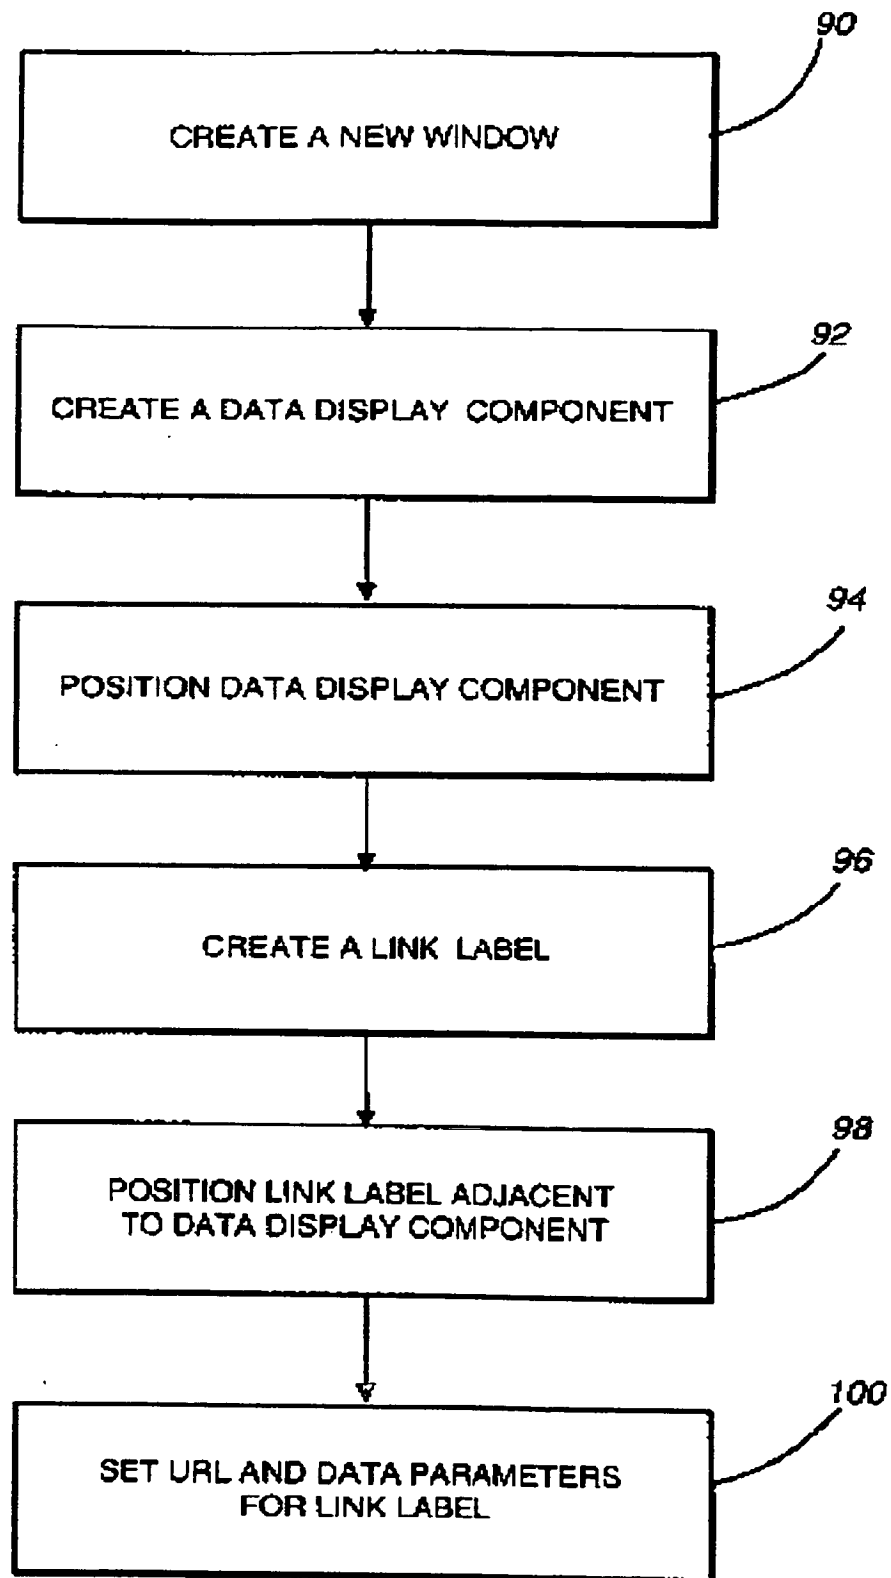 90
CREATE A NEW WINDOW
92
CREATE A DATA DISPLAY COMPONENT
94
POSITION DATA DISPLAY COMPONENT
96
CREATE A LINK LABEL
98
POSITION LINK LABEL ADJACENT
TO DATA DISPLAY COMPONENT
100
SET URL AND DATA PARAMETERS
FOR LINK LABEL